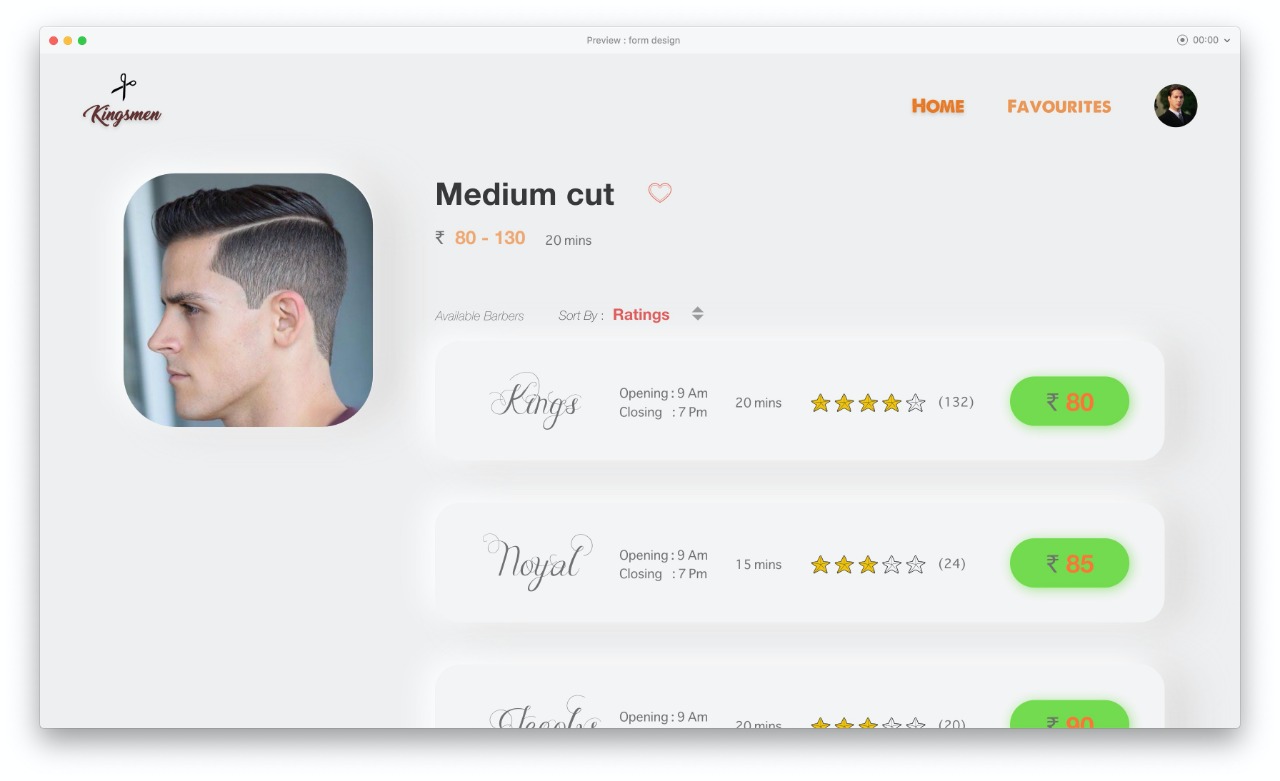 Preview : form design
00:00
Kingsmen
HOME
FAVOURITES
Medium cut
₹ 80 - 130 20 mins
Available Barbers Sort By : Ratings
Kings
Opening : 9 Am
Closing : 7 Pm
20 mins
(132)
₹ 80
Noyal
Opening : 9 Am
Closing : 7 Pm
15 mins
(24)
₹ 85
Opening : 9 Am
20 mins
(20)
₹ 90